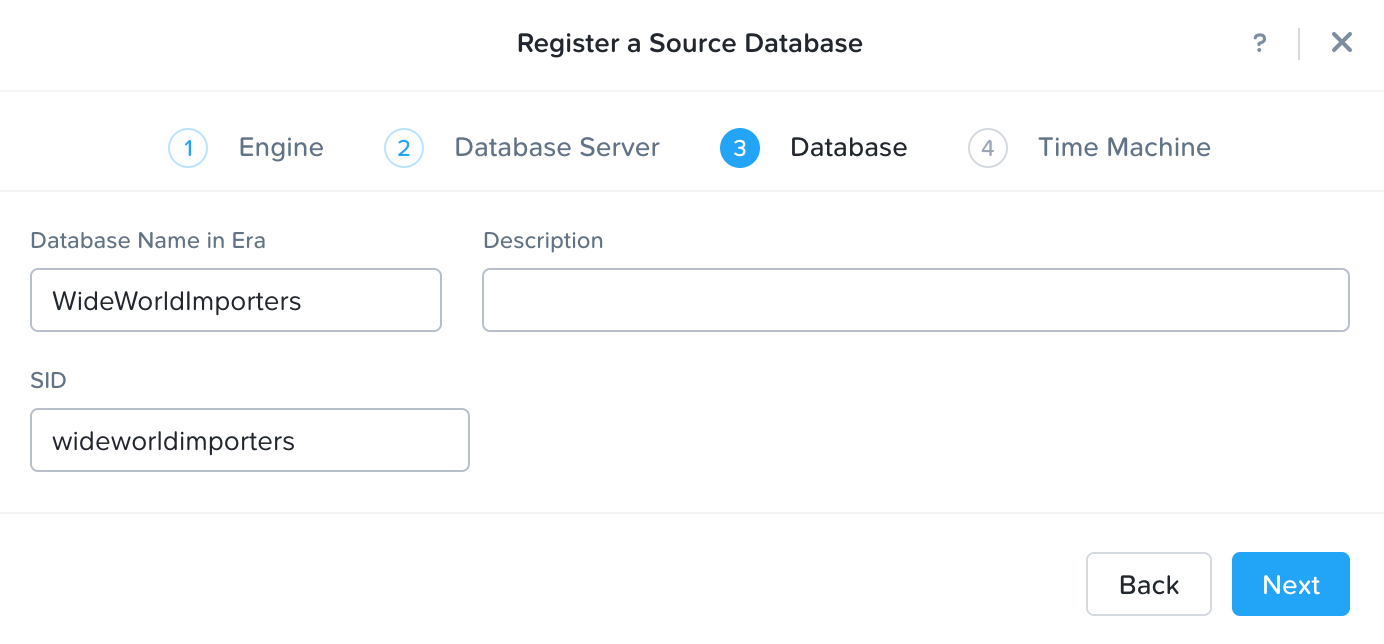 Register a Source Database ?
1 Engine 2 Database Server 3 Database 4 Time Machine
Database Name in Era Description
WideWorldImporters
SID
wideworldimporters
Back Next